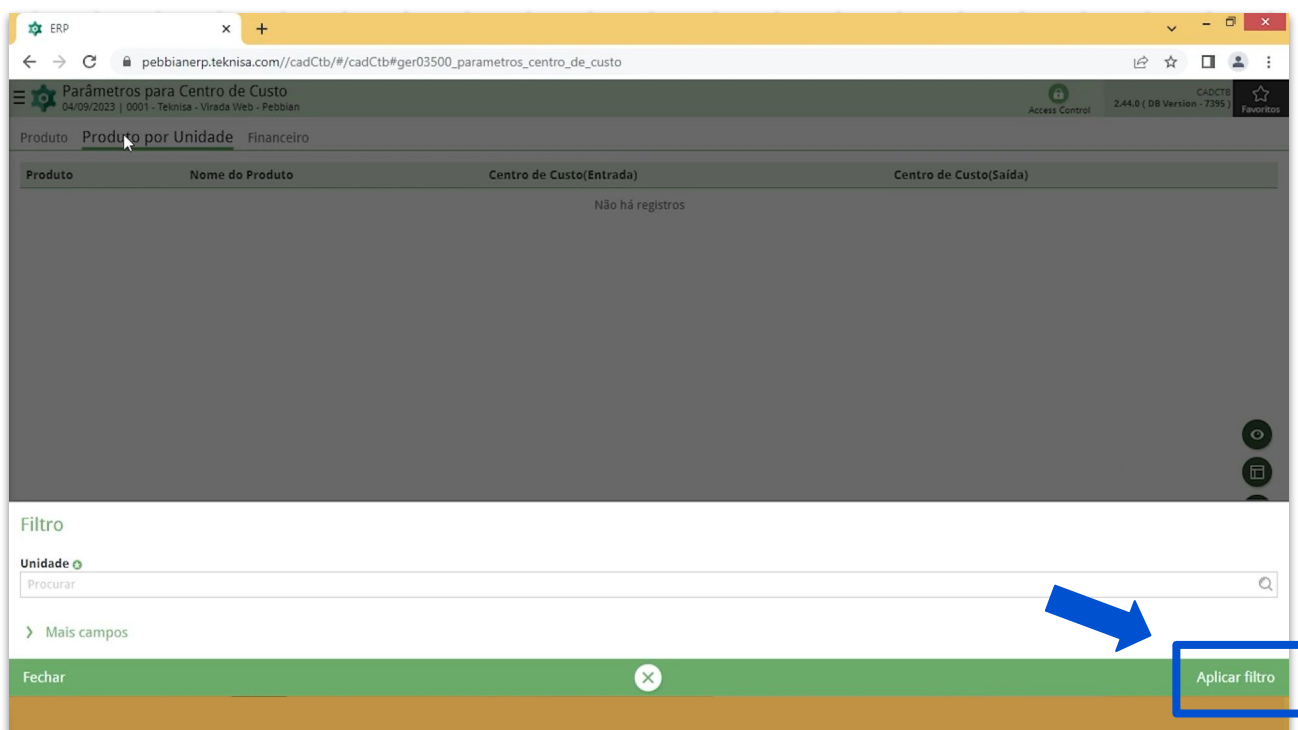 ERP
pebbianerp.teknisa.com//cadCtb/#/cadCtb#ger03500_parametros_centro_de_custo
Parâmetros para Centro de Custo
04/09/2023 | 0001 - Teknisa - Virada Web - Pebbian
Access Control
CADCTB
2.44.0 ( DB Version - 7395 )
Favoritos
Produto Produto por Unidade Financeiro
Produto Nome do Produto Centro de Custo(Entrada) Centro de Custo(Saída)
Não há registros
Filtro
Unidade
Procurar
Mais campos
Fechar Aplicar filtro